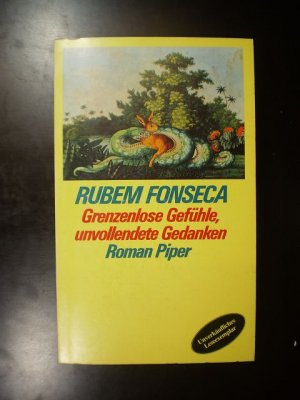 RUBEM FONSECA
Grenzenlose Gefühle,
unvollendete Gedanken
Roman Piper
Unverkäufliches
Leseexemplar